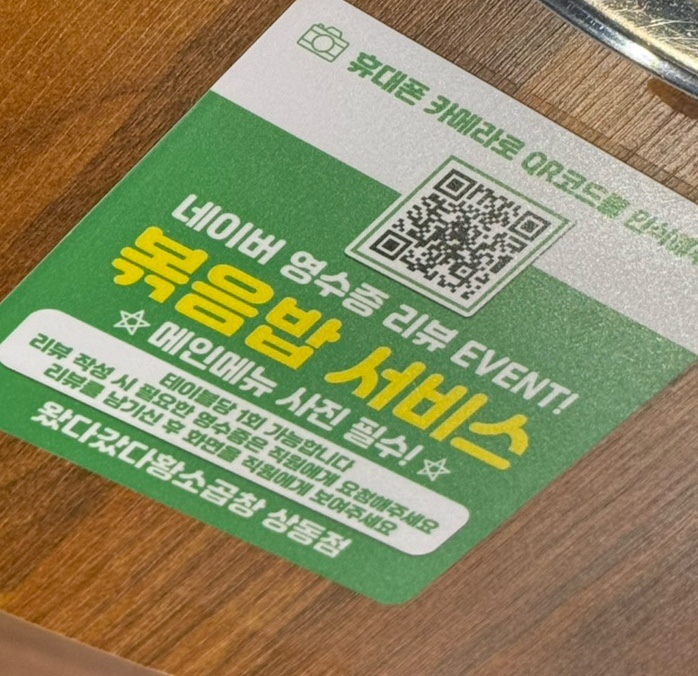 휴대폰 카메라로 QR코드를
네이버 영수증 리뷰 EVENT!
볶음밥 서비스
메인메뉴 사진 필수!
테이블당 1회 가능합니다
리뷰 작성 시 필요한 영수증은 직원에게 요청해주세요
리뷰를 남기신 후 화면을 직원에게 보여주세요
왔다갔다황소곱창 상동점